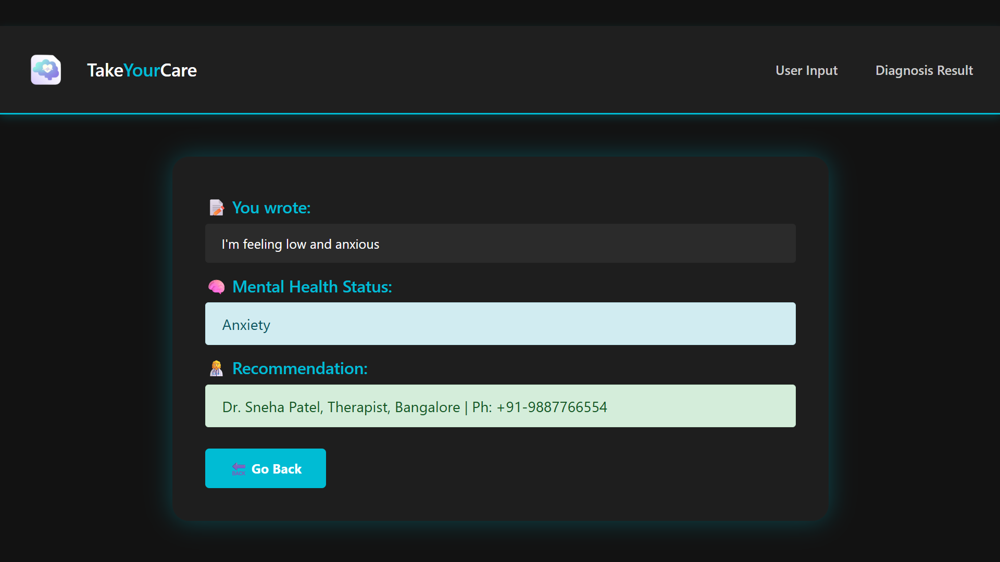 TakeYourCare
User Input
Diagnosis Result
You wrote:
I'm feeling low and anxious
Mental Health Status:
Anxiety
Recommendation:
Dr. Sneha Patel, Therapist, Bangalore | Ph: +91-9887766554
BACK Go Back